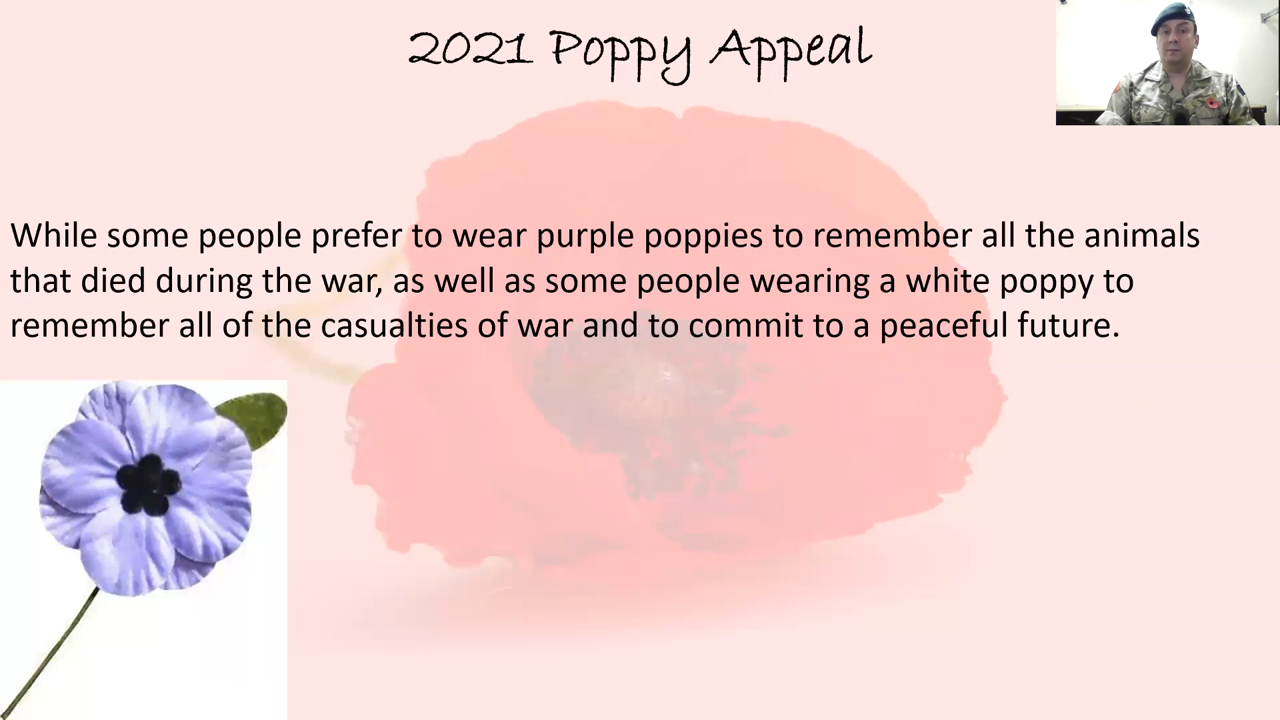 2021 Poppy Appeal
While some people prefer to wear purple poppies to remember all the animals
that died during the war, as well as some people wearing a white poppy to
remember all of the casualties of war and to commit to a peaceful future.